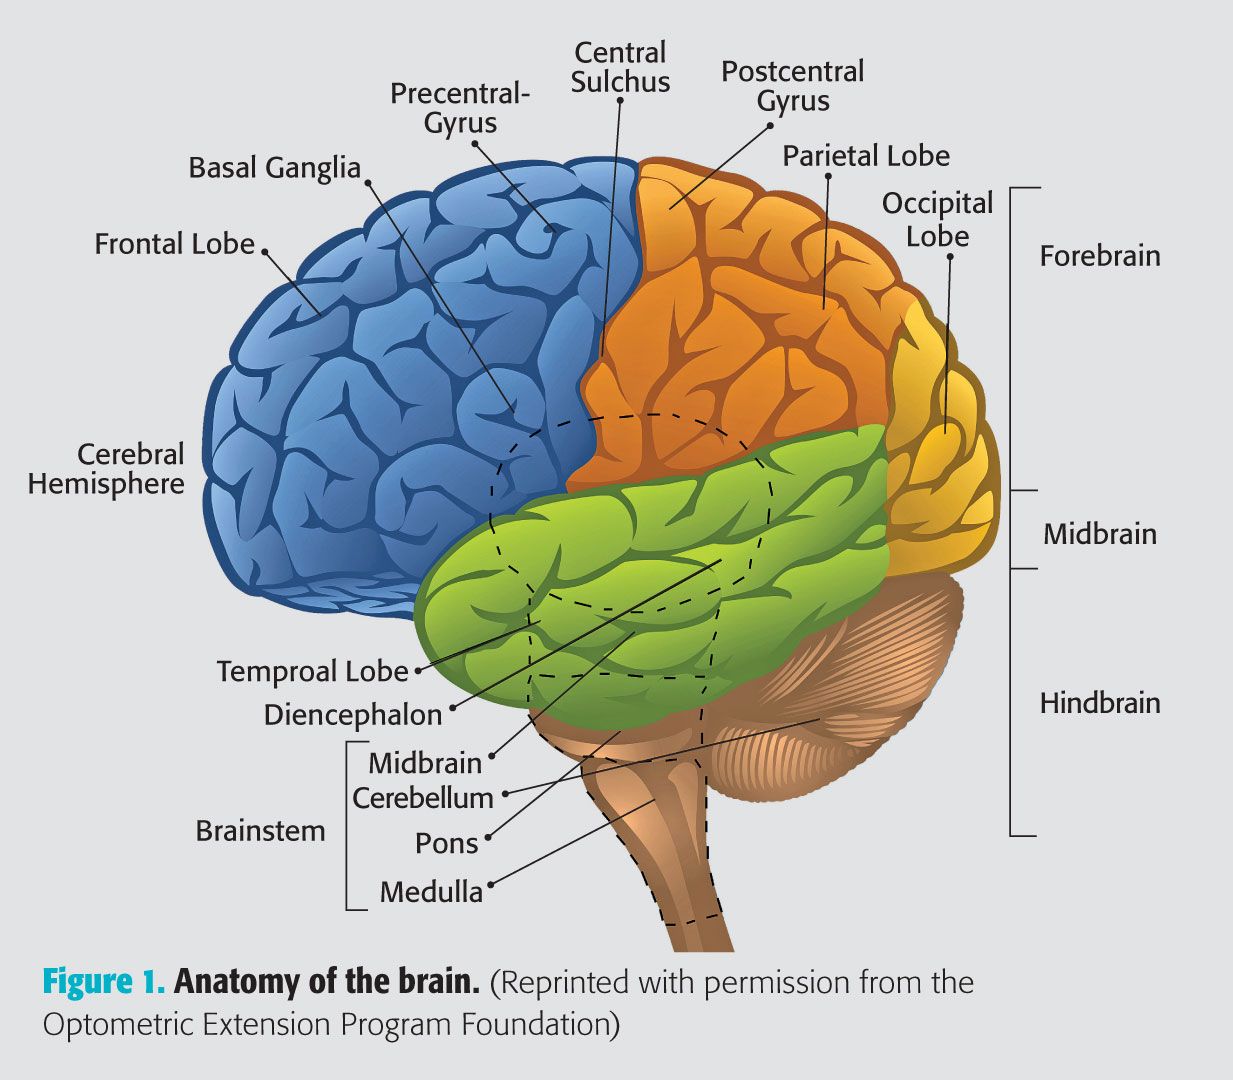 Central
Sulchus
Postcentral
Gyrus
Precentral-
Gyrus
Parietal Lobe
Basal Ganglia
Occipital
Lobe
Frontal Lobe
Forebrain
Cerebral
Hemisphere
Midbrain
Temproal Lobe
Diencephalon
Hindbrain
Midbrain
Cerebellum
Brainstem
Pons
Medulla
Figure 1. Anatomy of the brain. (Reprinted with permission from the
Optometric Extension Program Foundation)